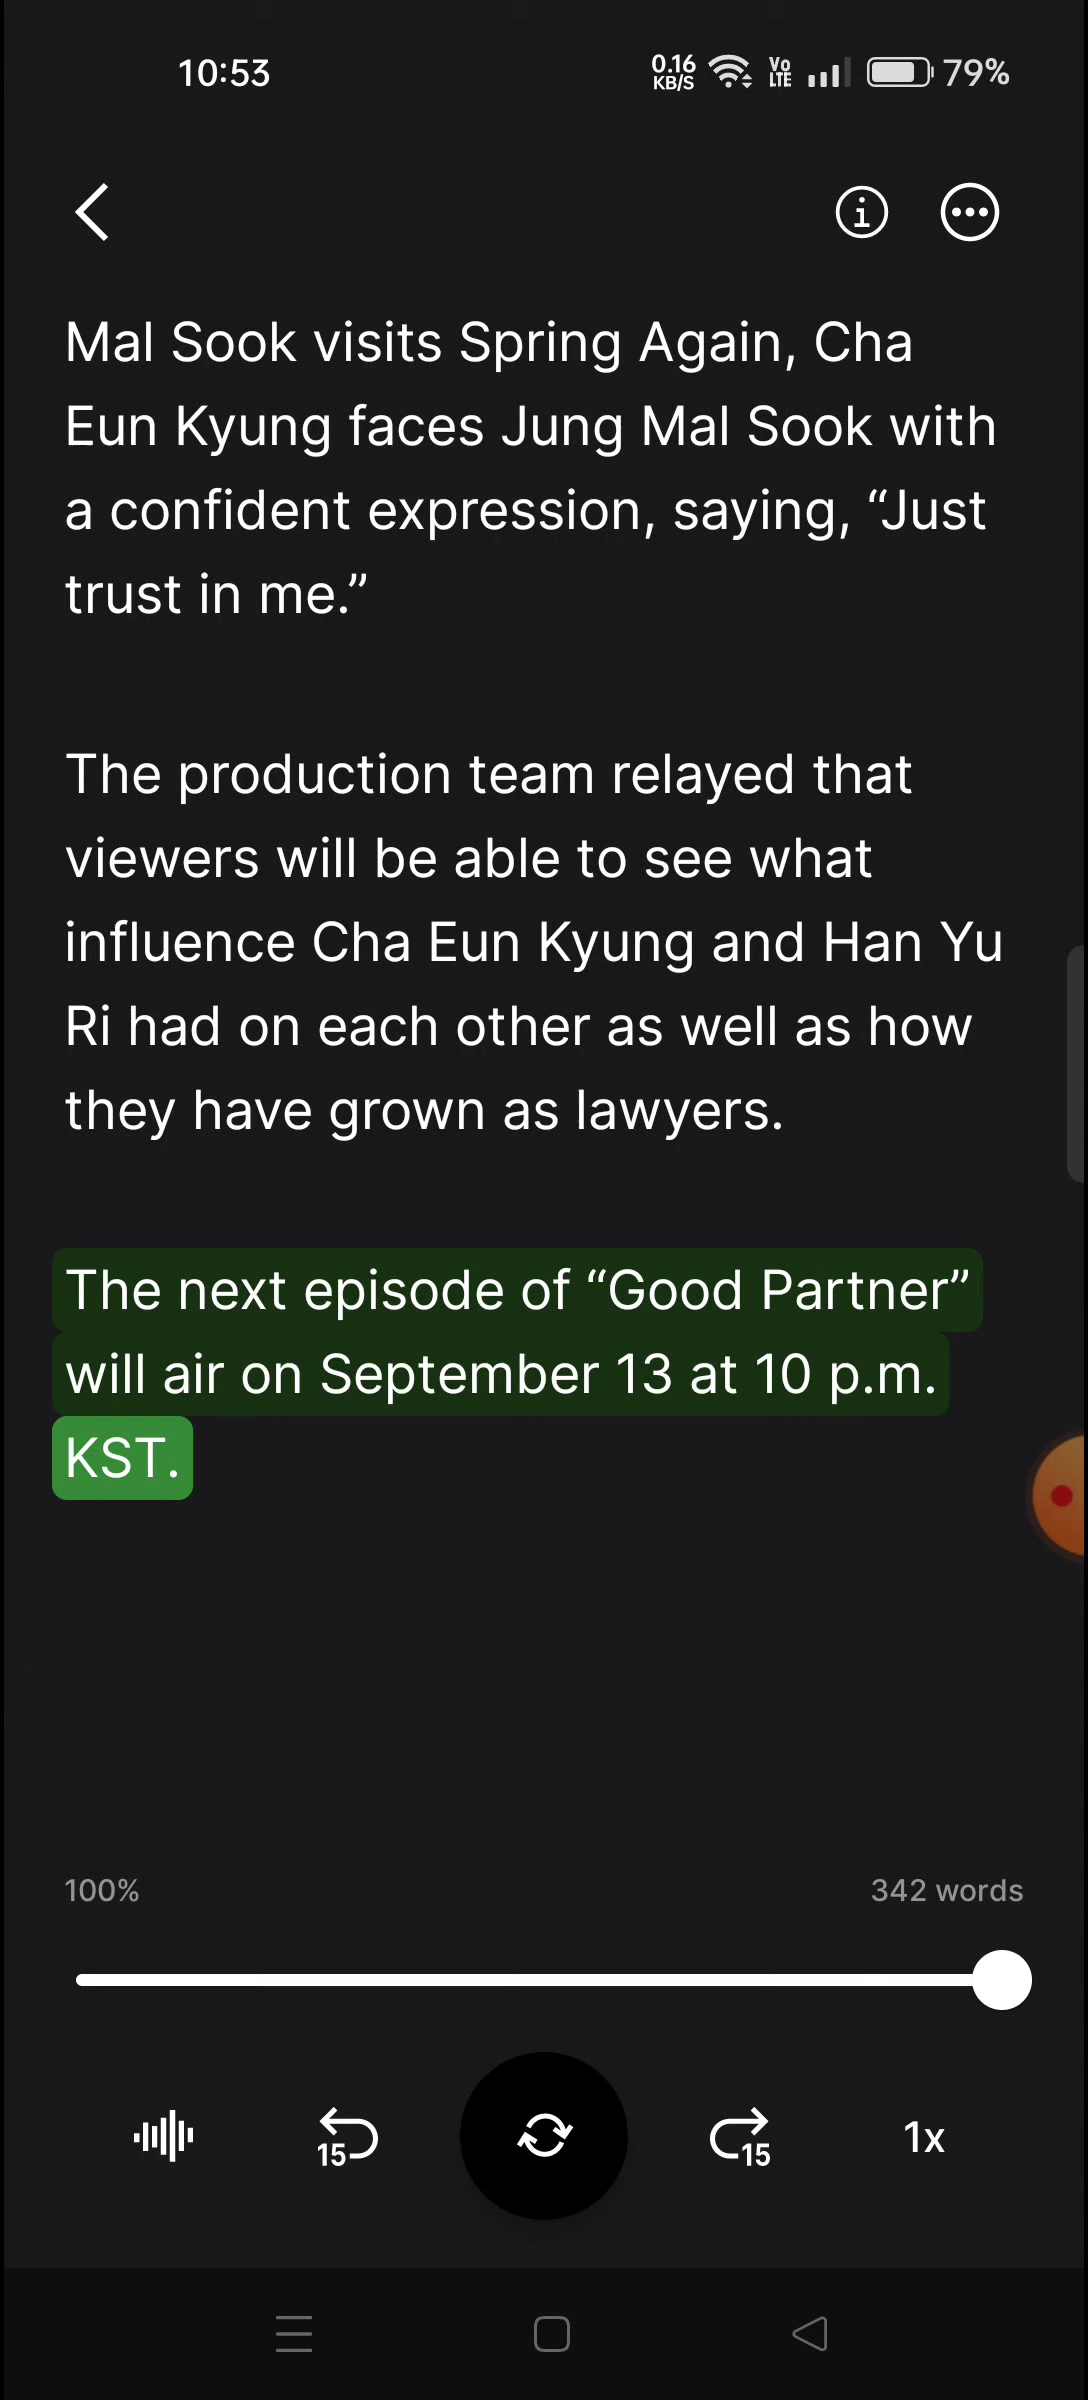 10:53
0.16
KB/S
Vo
LTE
79%
Mal Sook visits Spring Again, Cha
Eun Kyung faces Jung Mal Sook with
a confident expression, saying, “Just
trust in me.”
The production team relayed that
viewers will be able to see what
influence Cha Eun Kyung and Han Yu
Ri had on each other as well as how
they have grown as lawyers.
The next episode of “Good Partner”
will air on September 13 at 10 p.m.
KST.
100%
342 words
15
15
1x